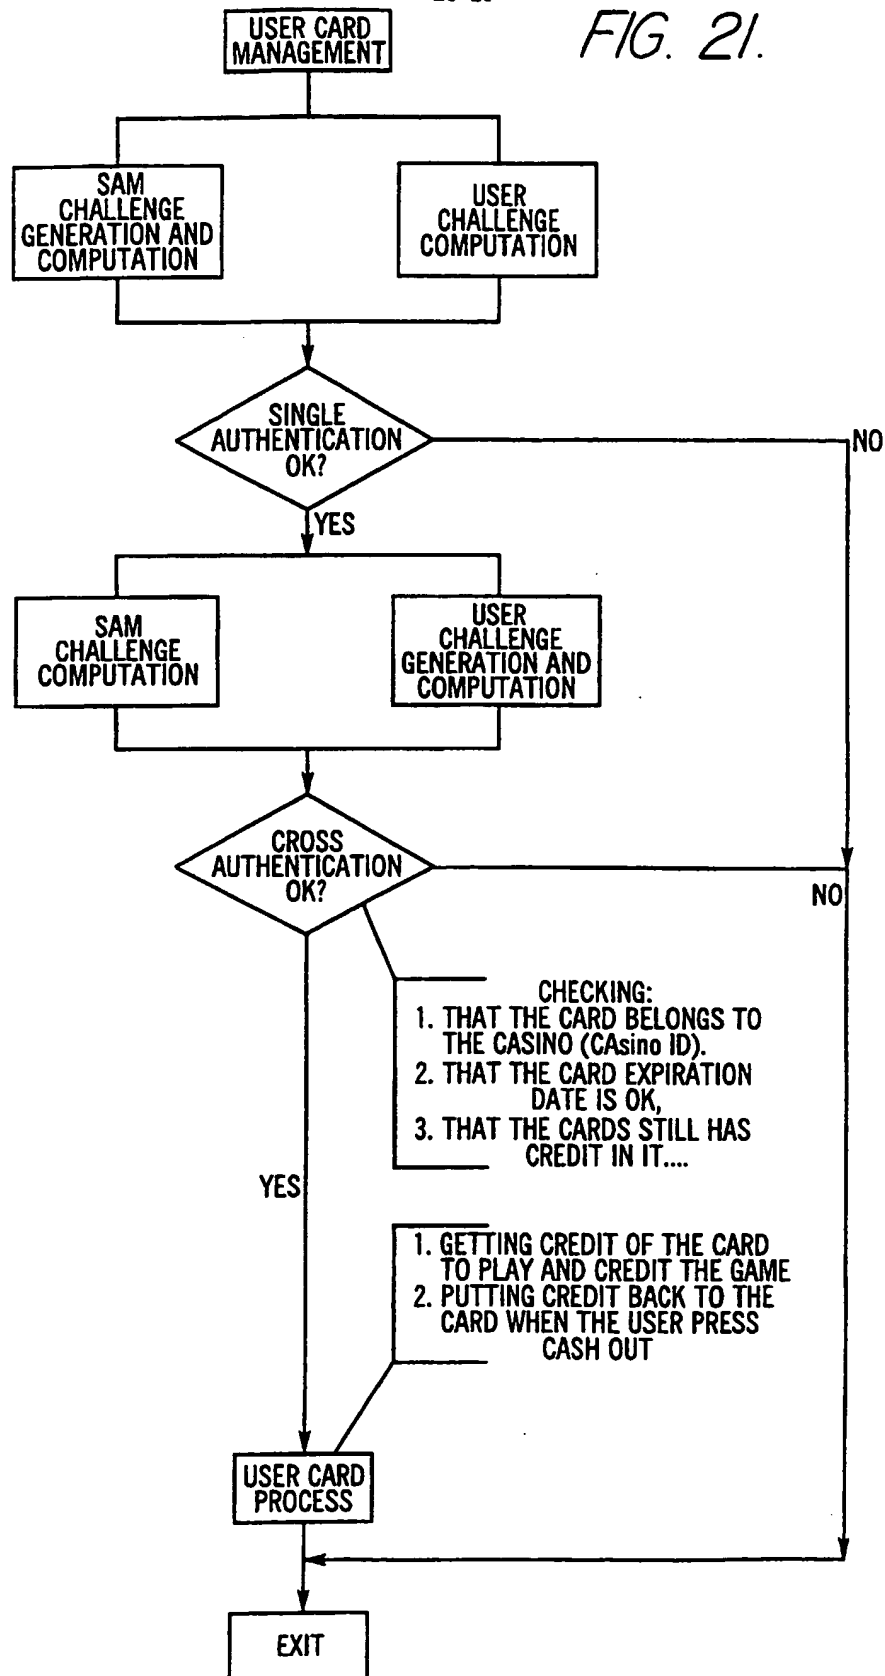 USER CARD
MANAGEMENT
FIG. 21.
SAM
CHALLENGE
GENERATION AND
COMPUTATION
USER
CHALLENGE
COMPUTATION
SINGLE
AUTHENTICATION
OK?
NO
YES
SAM
CHALLENGE
COMPUTATION
USER
CHALLENGE
GENERATION AND
COMPUTATION
CROSS
AUTHENTICATION
OK?
NO
CHECKING:
1. THAT THE CARD BELONGS TO
THE CASINO (CAsino ID).
2. THAT THE CARD EXPIRATION
DATE IS OK,
3. THAT THE CARDS STILL HAS
CREDIT IN IT....
YES
1. GETTING CREDIT OF THE CARD
TO PLAY AND CREDIT THE GAME
2. PUTTING CREDIT BACK TO THE
CARD WHEN THE USER PRESS
CASH OUT
USER CARD
PROCESS
EXIT